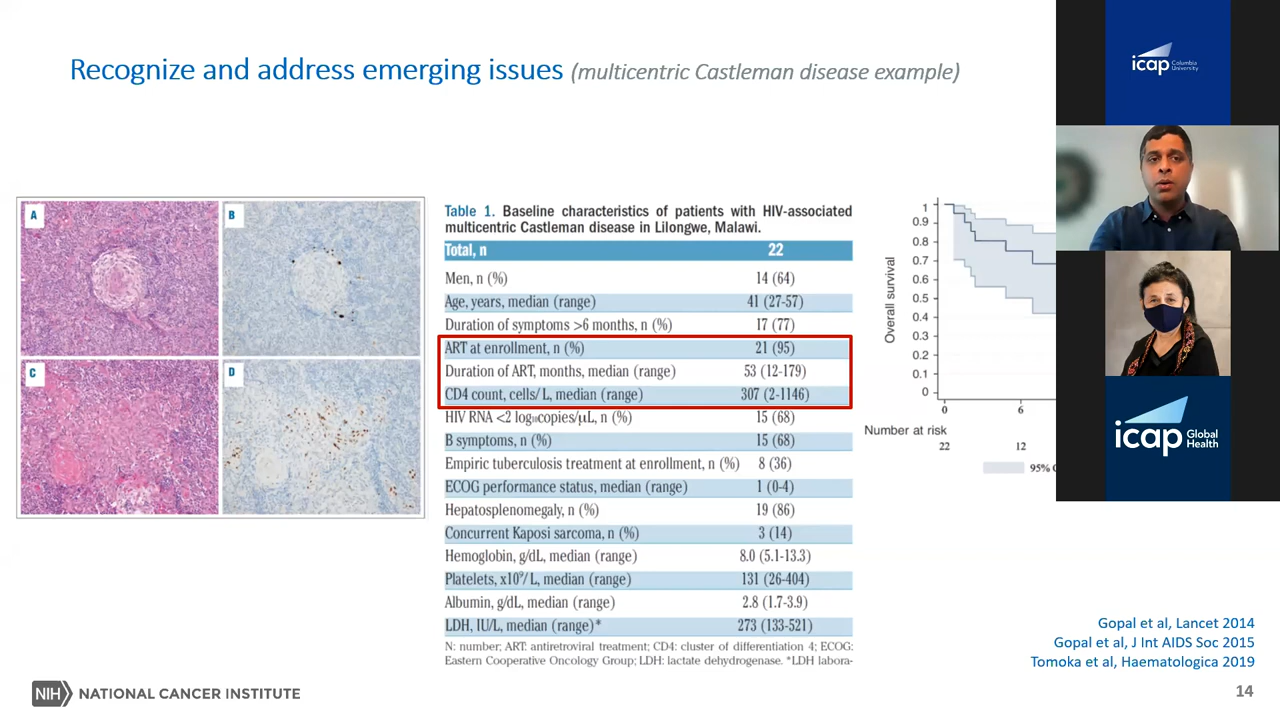 Recognize and address emerging issues (multicentric Castleman disease example)
A
B
C
D
Table 1. Baseline characteristics of patients with HIV-associated
multicentric Castleman disease in Lilongwe, Malawi.
Total, n 22
Men, n (%) 14 (64)
Age, years, median (range) 41 (27-57)
Duration of symptoms >6 months, n (%) 17 (77)
ART at enrollment, n (%) 21 (95)
Duration of ART, months, median (range) 53 (12-179)
CD4 count, cells/ L, median (range) 307 (2-1146)
HIV RNA <2 log₁₀copies/μL, n (%) 15 (68)
B symptoms, n (%) 15 (68)
Empiric tuberculosis treatment at enrollment, n (%) 8 (36)
ECOG performance status, median (range) 1 (0-4)
Hepatosplenomegaly, n (%) 19 (86)
Concurrent Kaposi sarcoma, n (%) 3 (14)
Hemoglobin, g/dL, median (range) 8.0 (5.1-13.3)
Platelets, x10⁹/ L, median (range) 131 (26-404)
Albumin, g/dL, median (range) 2.8 (1.7-3.9)
LDH, IU/L, median (range)* 273 (133-521)
N: number; ART: antiretroviral treatment; CD4: cluster of differentiation 4; ECOG:
Eastern Cooperative Oncology Group; LDH: lactate dehydrogenase. *LDH labora-
Overall survival
1
0.9
0.8
0.7
0.6
0.5
0.4
0.3
0.2
0.1
0
0 6
Number at risk
22 12
95%
icap Columbia University
icap Global Health
Gopal et al, Lancet 2014
Gopal et al, J Int AIDS Soc 2015
Tomoka et al, Haematologica 2019
NIH NATIONAL CANCER INSTITUTE
14